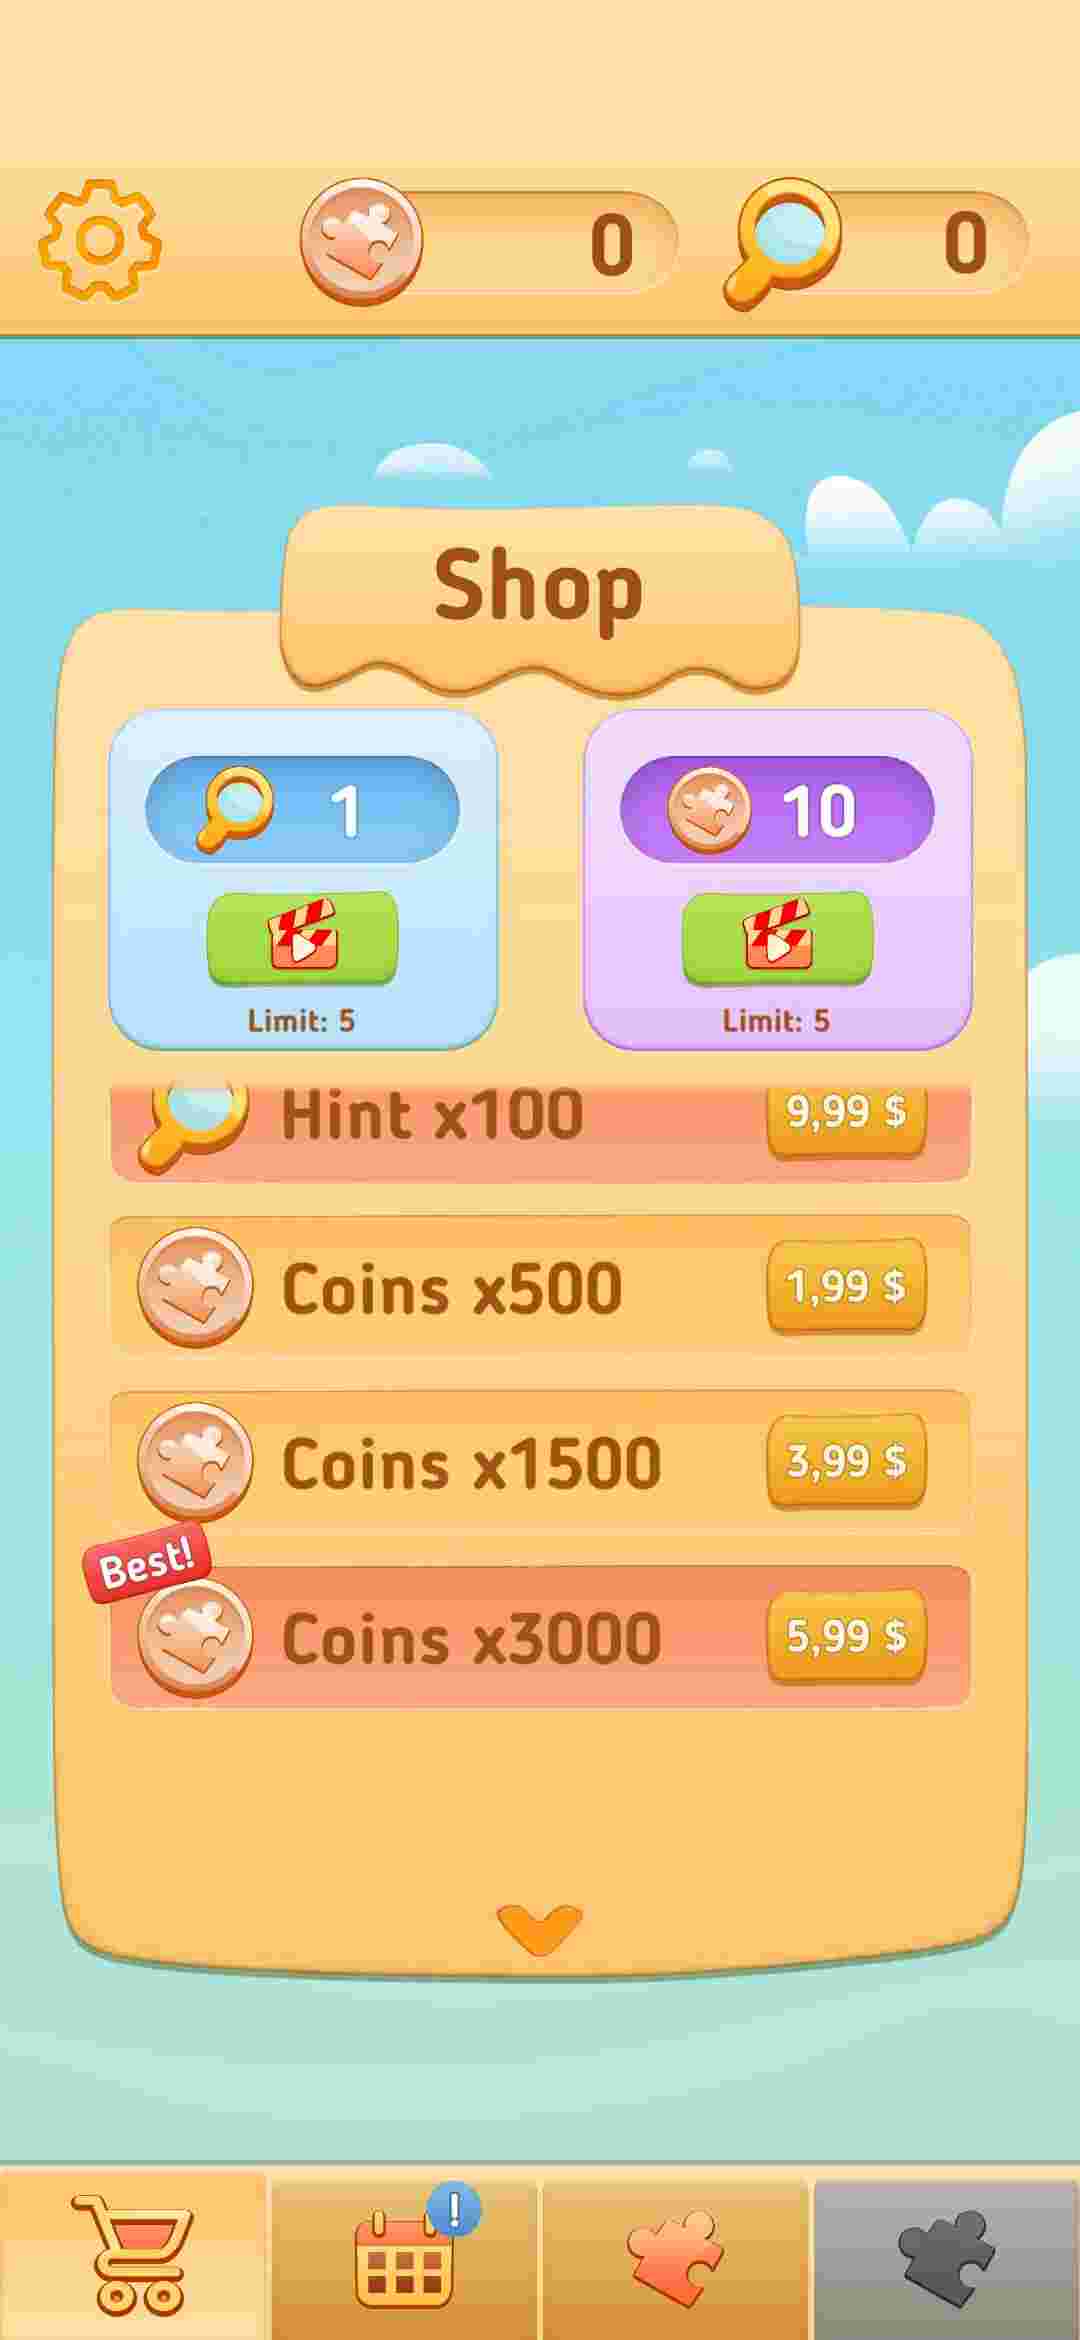 0
0
Shop
1
10
Limit: 5
Limit: 5
Hint x100
9,99 $
Coins x500
1,99 $
Coins x1500
3,99 $
Best!
Coins x3000
5,99 $
!